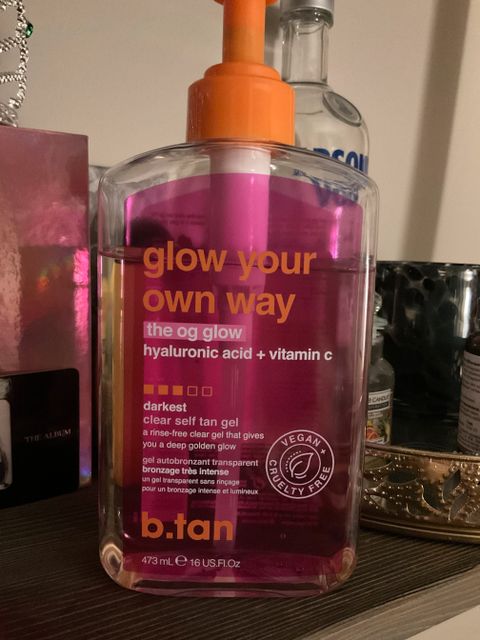 glow your
own way
the og glow
hyaluronic acid + vitamin c
darkest
clear self tan gel
a rinse-free clear gel that gives
you a deep golden glow
gel autobronzant transparent
bronzage très intense
un gel transparent sans rinçage
pour un bronzage intense et lumineux
VEGAN +
CRUELTY FREE
b.tan
473 mL ℮ 16 US.Fl.Oz
THE ALBUM